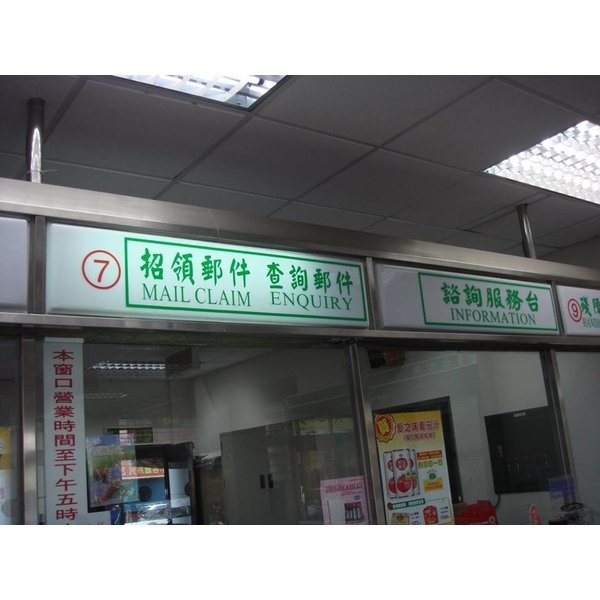 7
招領郵件 查詢郵件
MAIL CLAIM ENQUIRY
諮詢服務台
INFORMATION
9
本窗口營業時間至下午五時